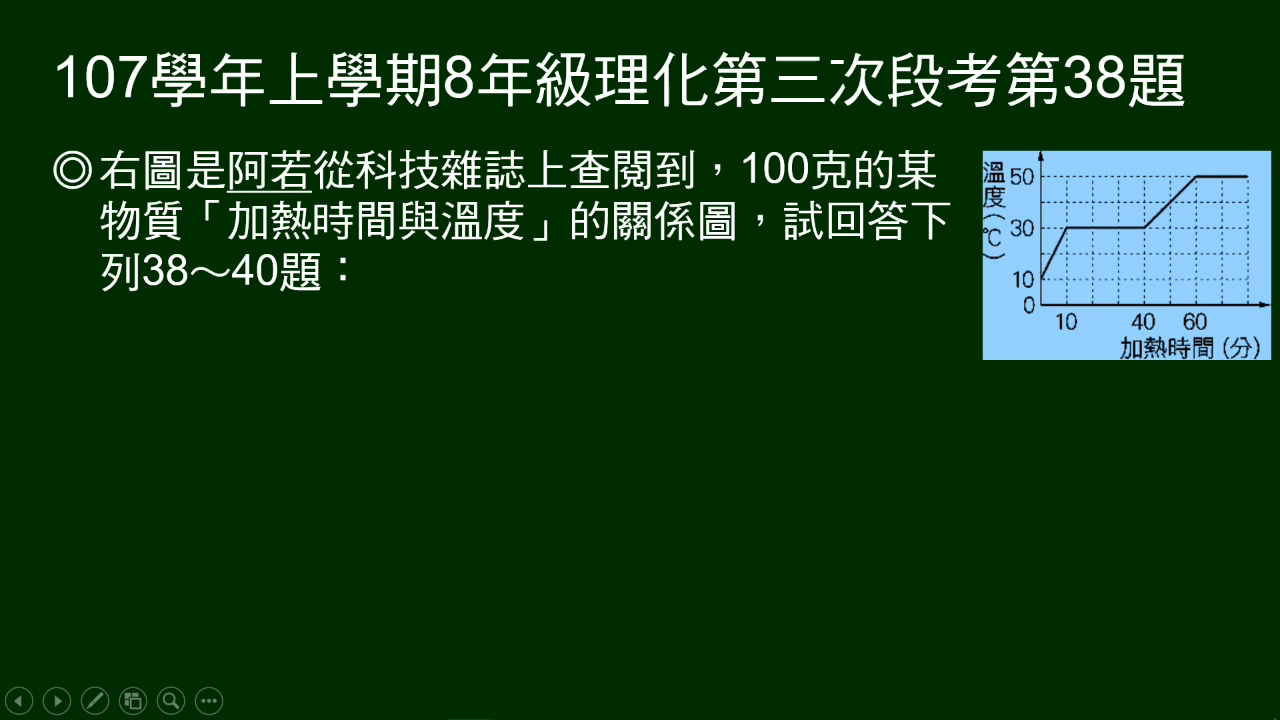 107學年上學期8年級理化第三次段考第38題
◎右圖是阿若從科技雜誌上查閱到，100克的某
物質「加熱時間與溫度」的關係圖，試回答下
列38～40題：
溫度(℃)
50
30
10
0
10 40 60
加熱時間(分)